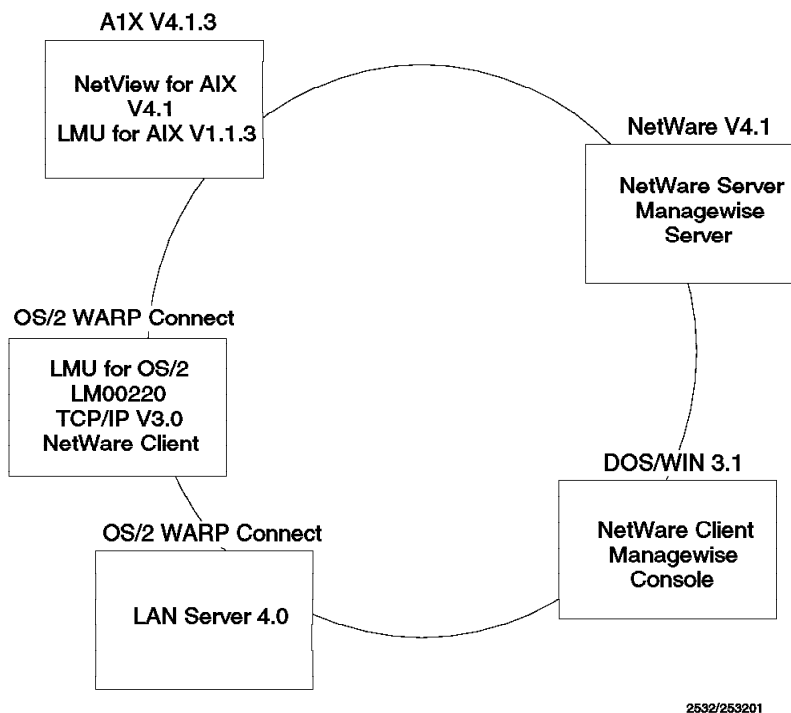 A1X V4.1.3
NetView for AIX
V4.1
LMU for AIX V1.1.3
NetWare V4.1
NetWare Server
Managewise
Server
OS/2 WARP Connect
LMU for OS/2
LM00220
TCP/IP V3.0
NetWare Client
DOS/WIN 3.1
NetWare Client
Managewise
Console
OS/2 WARP Connect
LAN Server 4.0
2532/253201